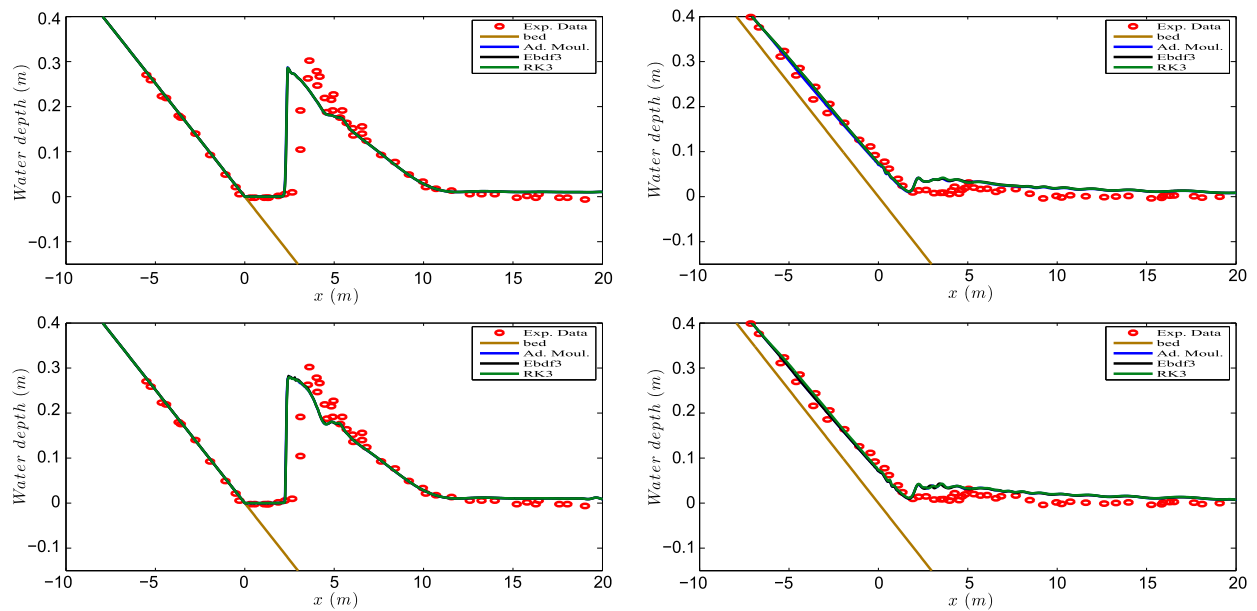 0.4
0.3
0.2
0.1
0
−0.1
Water depth (m)
−10 −5 0 5 10 15 20
x (m)
Exp. Data
bed
Ad. Moul.
Ebdf3
RK3
0.4
0.3
0.2
0.1
0
−0.1
Water depth (m)
−10 −5 0 5 10 15 20
x (m)
Exp. Data
bed
Ad. Moul.
Ebdf3
RK3
0.4
0.3
0.2
0.1
0
−0.1
Water depth (m)
−10 −5 0 5 10 15 20
x (m)
Exp. Data
bed
Ad. Moul.
Ebdf3
RK3
0.4
0.3
0.2
0.1
0
−0.1
Water depth (m)
−10 −5 0 5 10 15 20
x (m)
Exp. Data
bed
Ad. Moul.
Ebdf3
RK3